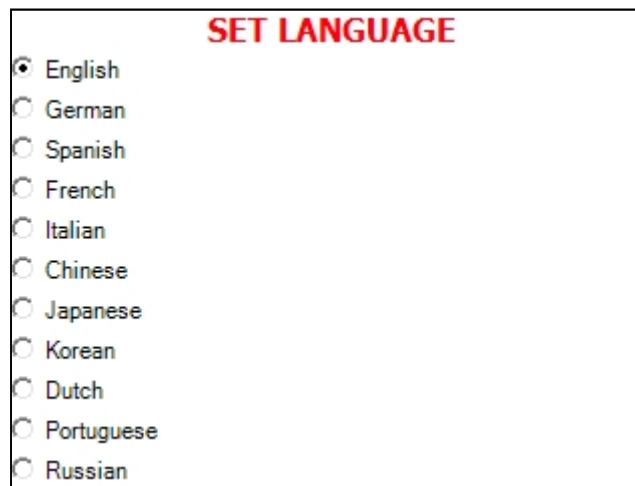 SET LANGUAGE
English
German
Spanish
French
Italian
Chinese
Japanese
Korean
Dutch
Portuguese
Russian